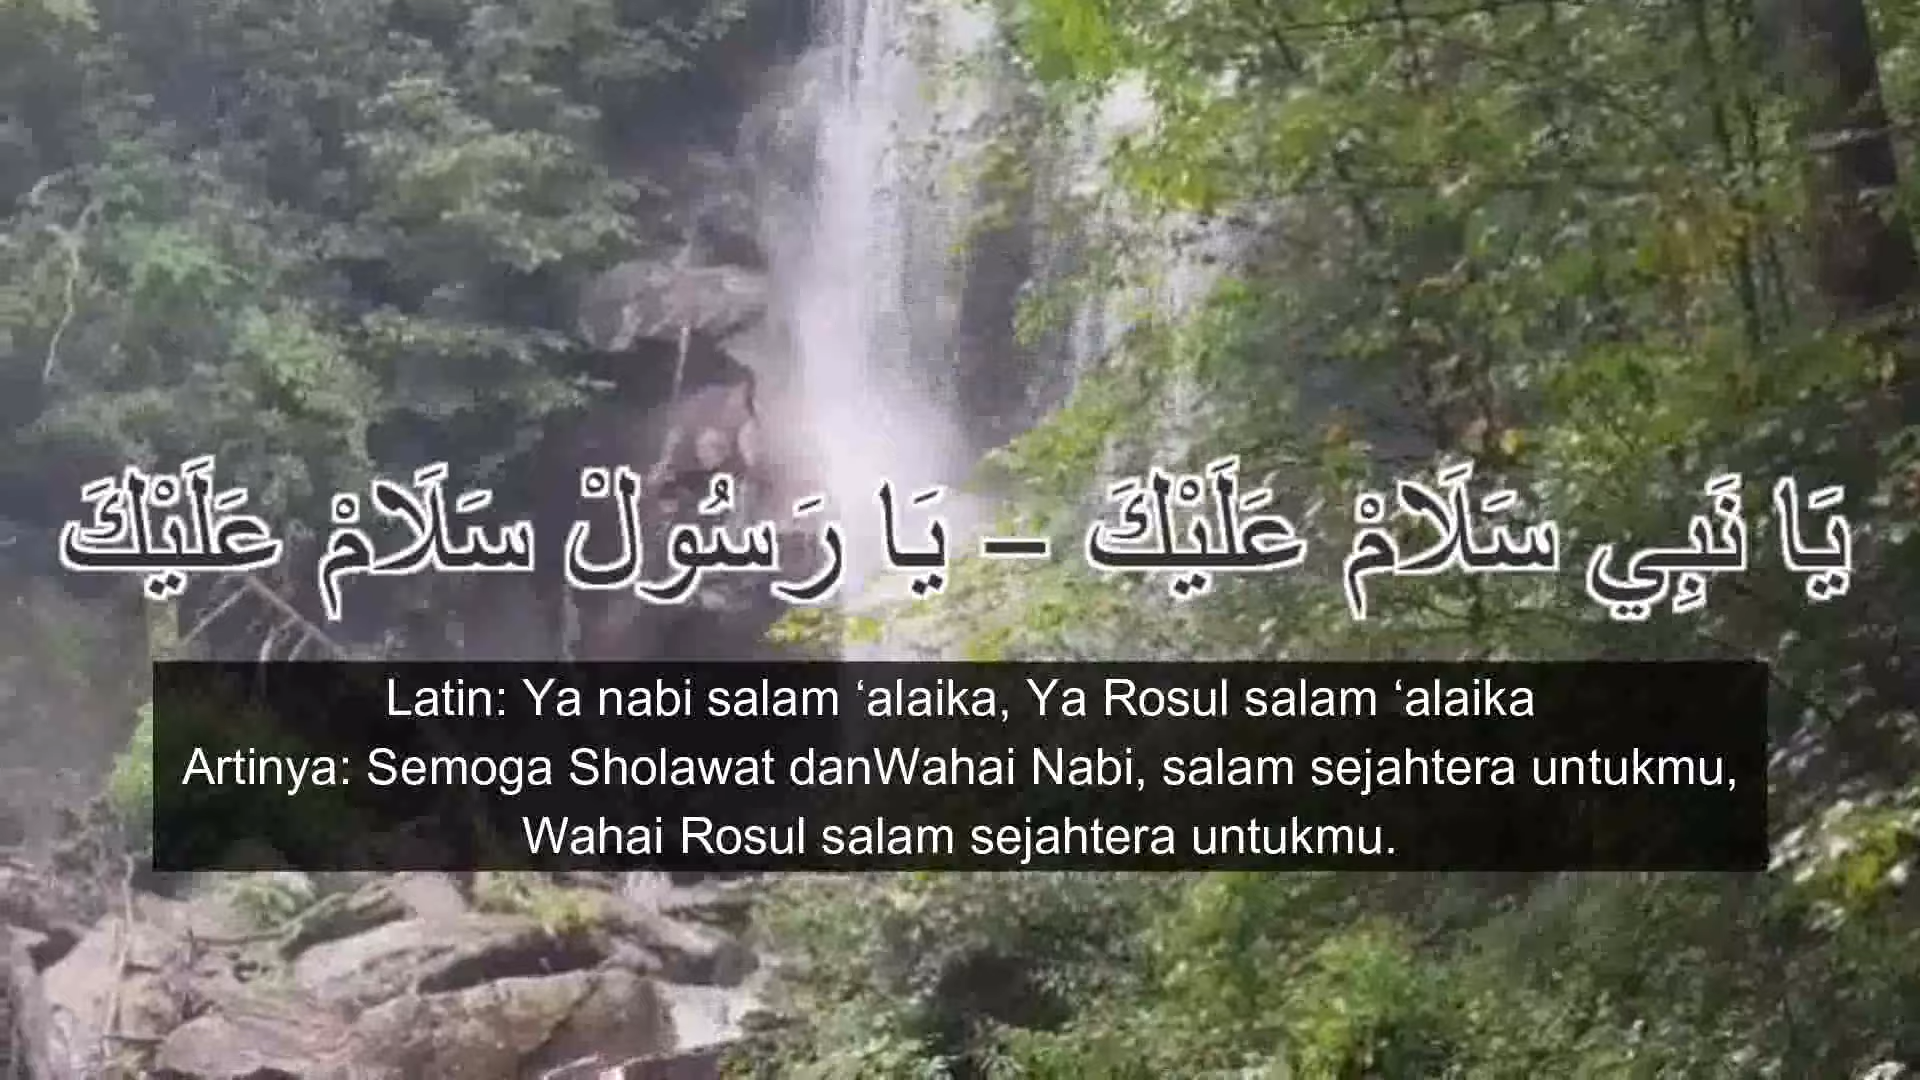 يَا نَبِي سَلَامْ عَلَيْكَ – يَا رَسُولْ سَلَامْ عَلَيْكَ
Latin: Ya nabi salam ‘alaika, Ya Rosul salam ‘alaika
Artinya: Semoga Sholawat danWahai Nabi, salam sejahtera untukmu,
Wahai Rosul salam sejahtera untukmu.